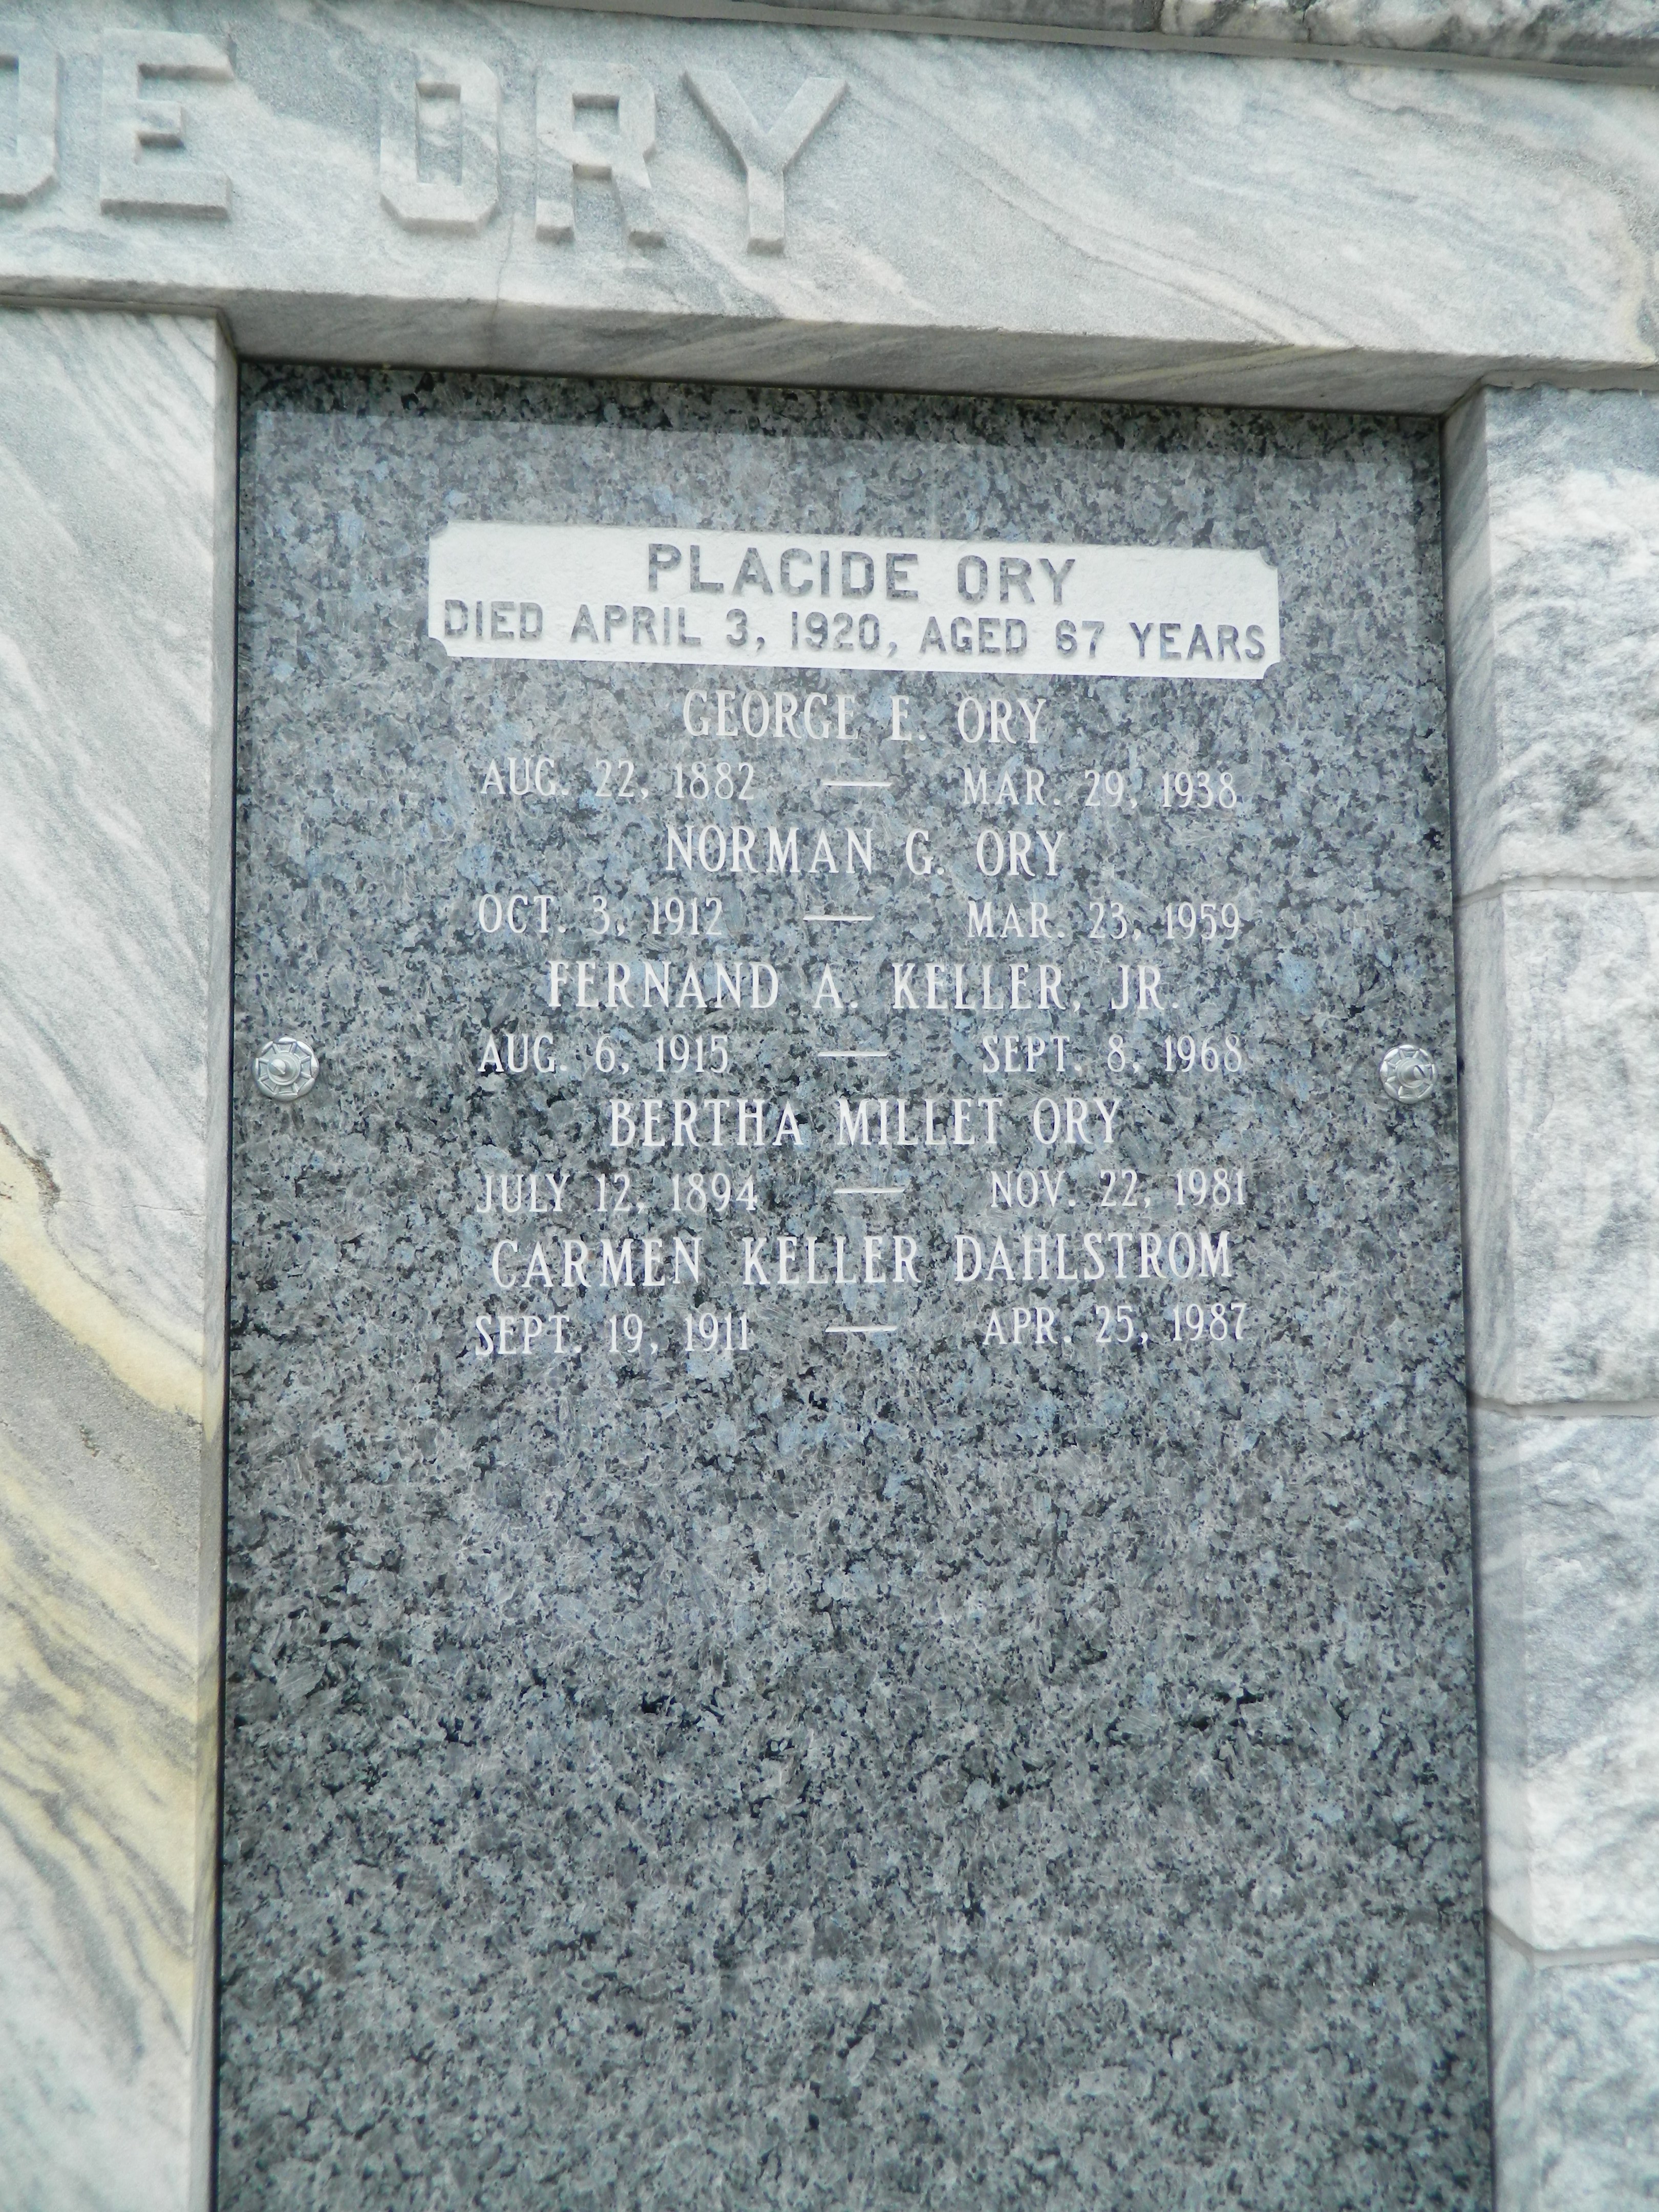 DE ORY
PLACIDE ORY
DIED APRIL 3, 1920, AGED 67 YEARS
GEORGE E. ORY
AUG. 22, 1882 — MAR. 29, 1938
NORMAN G. ORY
OCT. 3, 1912 — MAR. 23, 1959
FERNAND A. KELLER, JR.
AUG. 6, 1915 — SEPT. 8, 1968
BERTHA MILLET ORY
JULY 12, 1894 — NOV. 22, 1981
CARMEN KELLER DAHLSTROM
SEPT. 19, 1911 — APR. 25, 1987